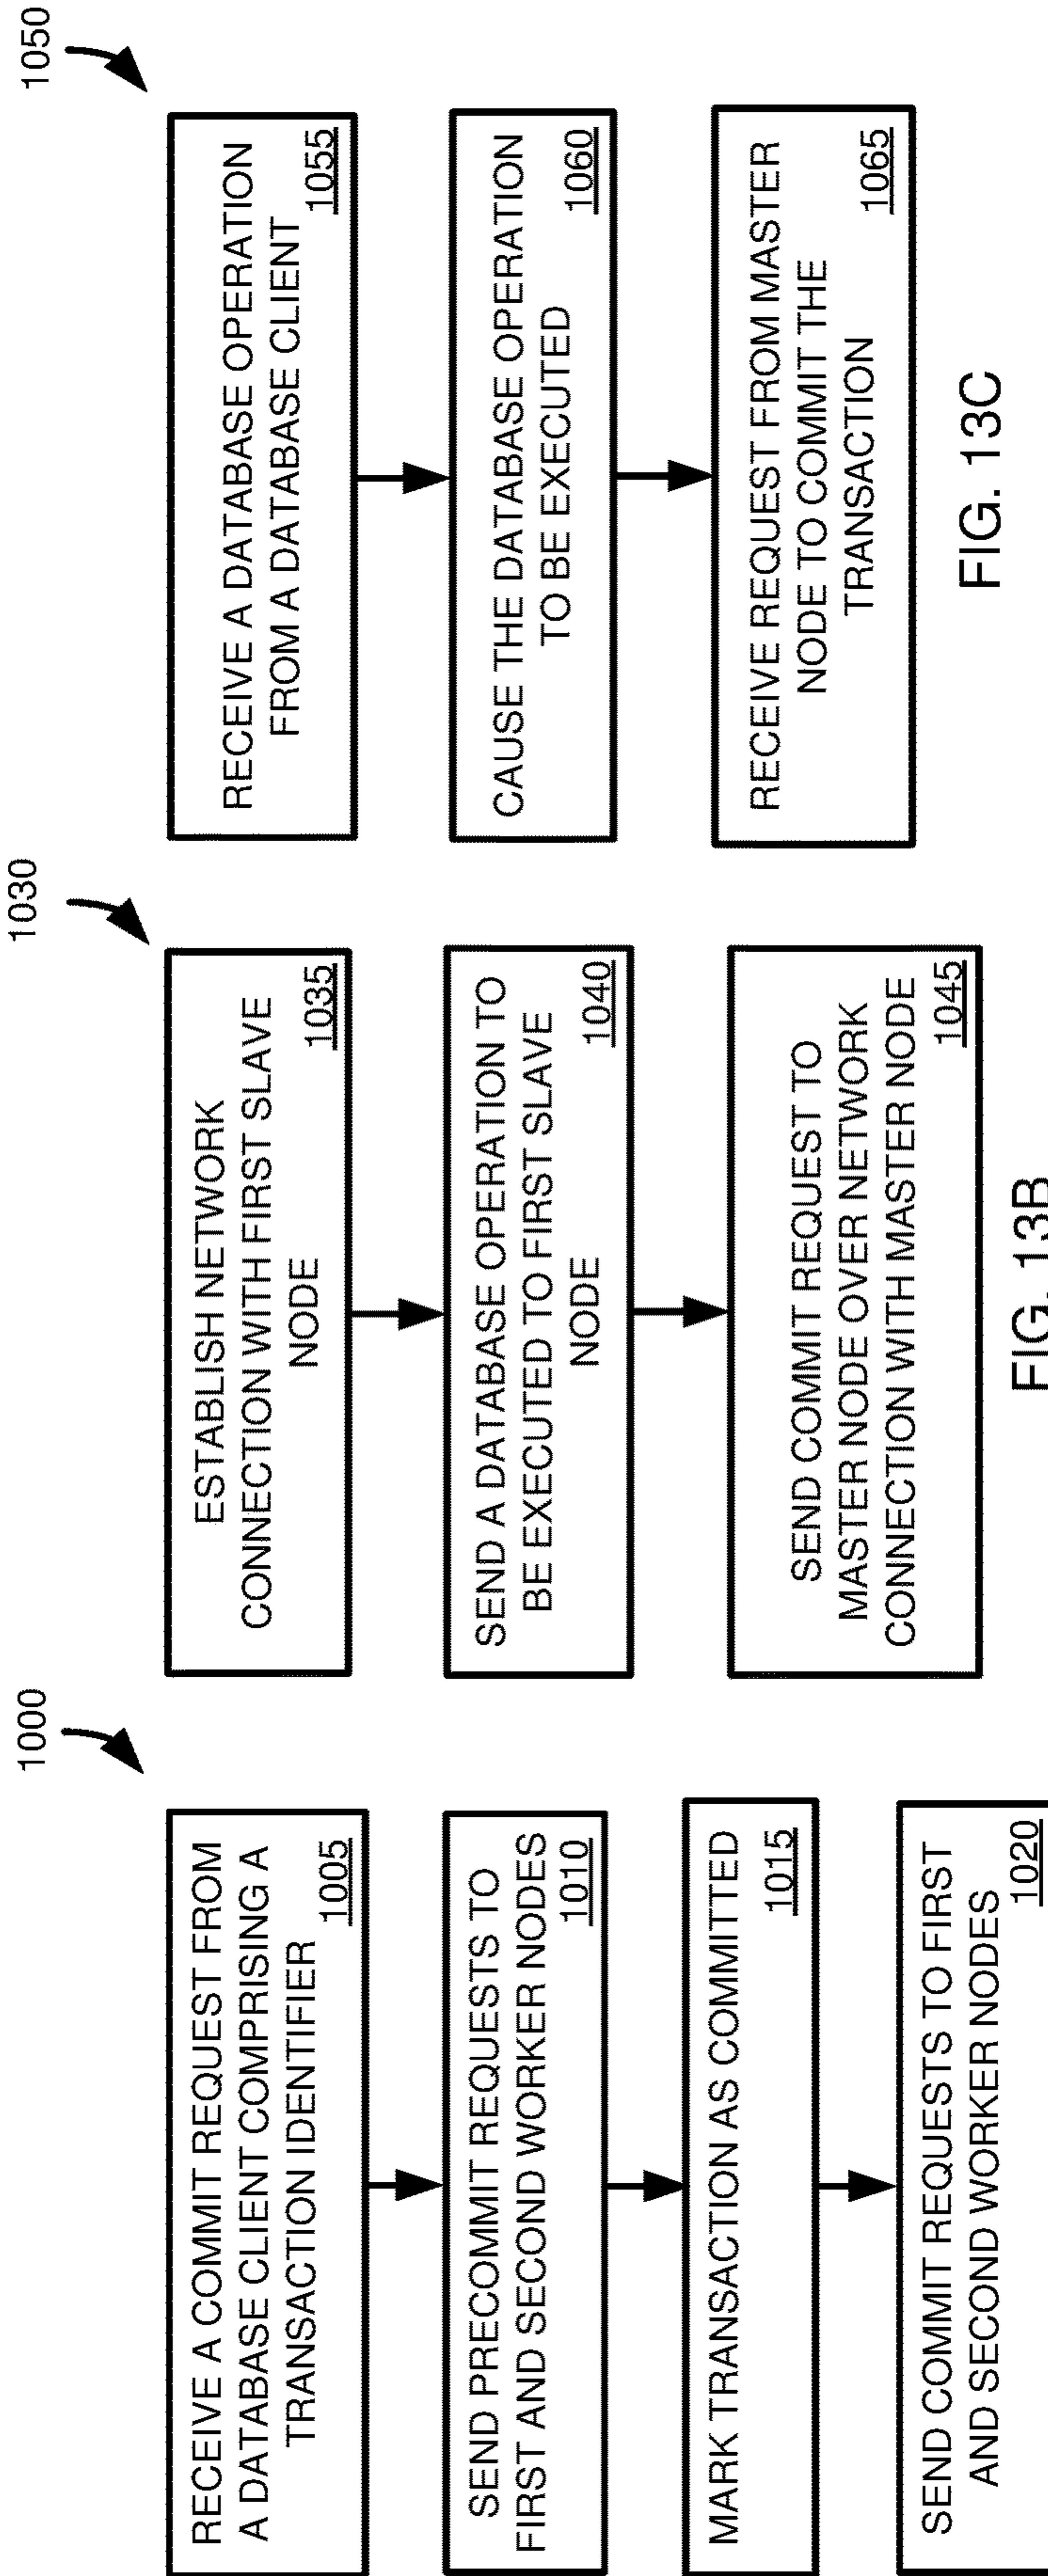 1000
RECEIVE A COMMIT REQUEST FROM
A DATABASE CLIENT COMPRISING A
TRANSACTION IDENTIFIER
1005
SEND PRECOMMIT REQUESTS TO
FIRST AND SECOND WORKER NODES
1010
MARK TRANSACTION AS COMMITTED
1015
SEND COMMIT REQUESTS TO FIRST
AND SECOND WORKER NODES
1020
1030
ESTABLISH NETWORK
CONNECTION WITH FIRST SLAVE
NODE
1035
SEND A DATABASE OPERATION TO
BE EXECUTED TO FIRST SLAVE
NODE
1040
SEND COMMIT REQUEST TO
MASTER NODE OVER NETWORK
CONNECTION WITH MASTER NODE
1045
FIG. 13B
1050
RECEIVE A DATABASE OPERATION
FROM A DATABASE CLIENT
1055
CAUSE THE DATABASE OPERATION
TO BE EXECUTED
1060
RECEIVE REQUEST FROM MASTER
NODE TO COMMIT THE
TRANSACTION
1065
FIG. 13C